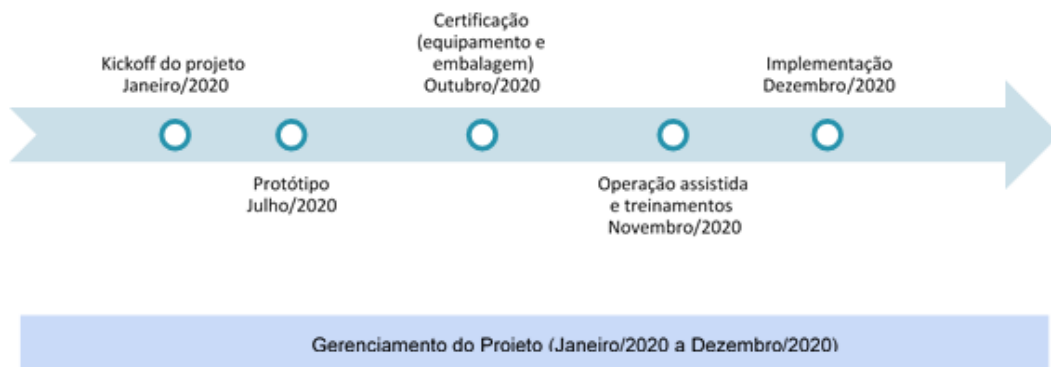 Kickoff do projeto
Janeiro/2020
Protótipo
Julho/2020
Certificação
(equipamento e
embalagem)
Outubro/2020
Operação assistida
e treinamentos
Novembro/2020
Implementação
Dezembro/2020
Gerenciamento do Projeto (Janeiro/2020 a Dezembro/2020)